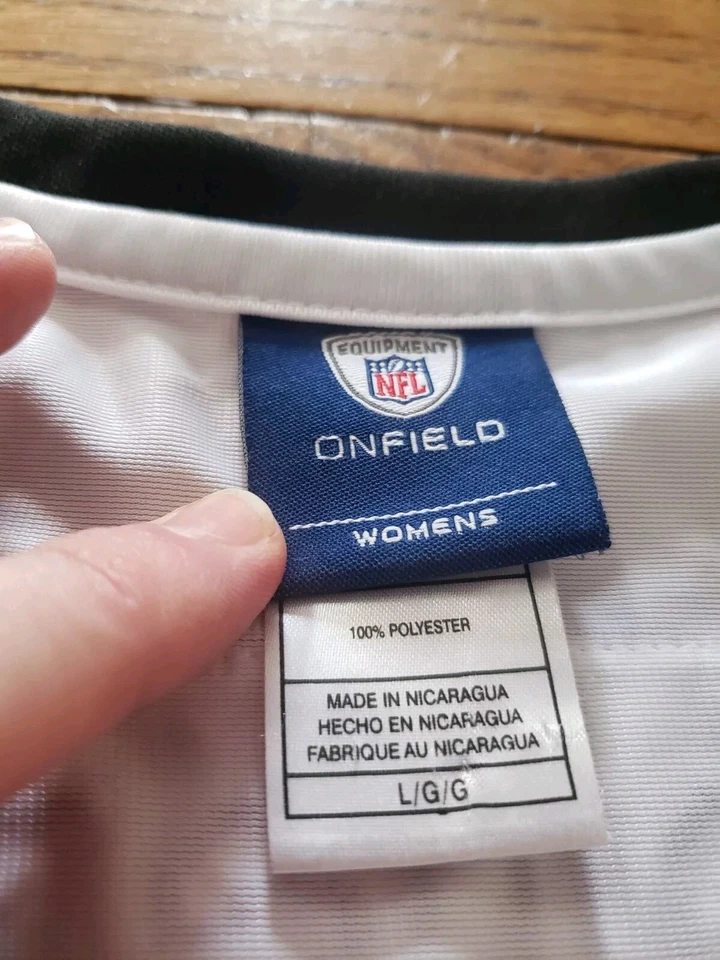 EQUIPMENT
NFL
ONFIELD
WOMENS
100% POLYESTER
MADE IN NICARAGUA
HECHO EN NICARAGUA
FABRIQUE AU NICARAGUA
L/G/G